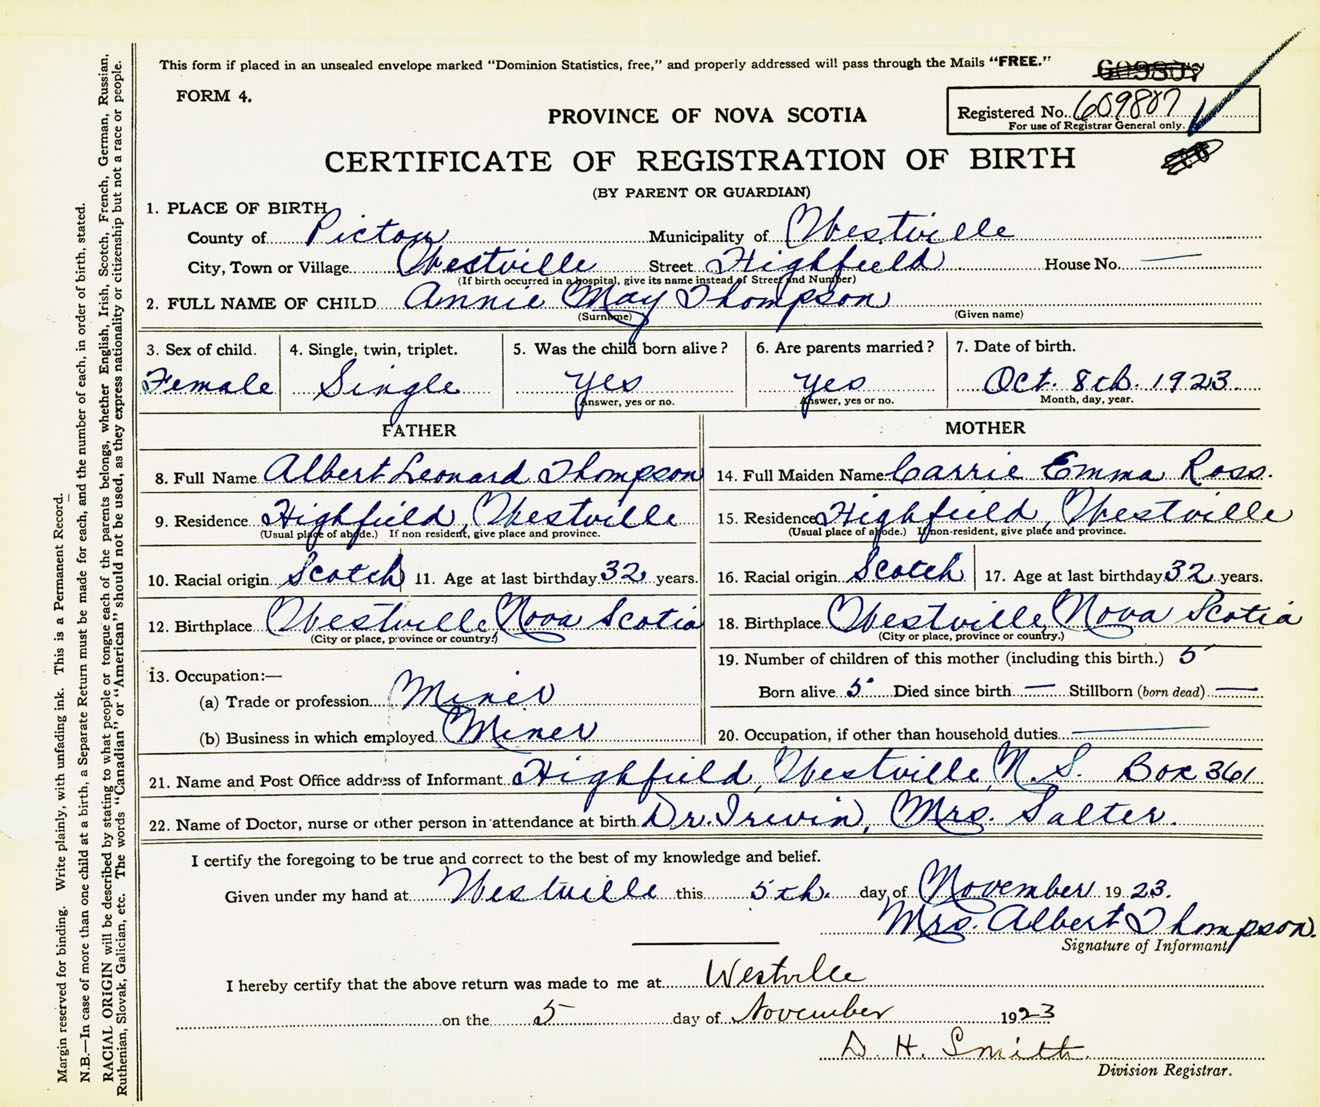 This form if placed in an unsealed envelope marked “Dominion Statistics, free,” and properly addressed will pass through the Mails “FREE.”
609807
FORM 4.
PROVINCE OF NOVA SCOTIA
Registered No. 609807
For use of Registrar General only.
CERTIFICATE OF REGISTRATION OF BIRTH
(BY PARENT OR GUARDIAN)
1. PLACE OF BIRTH
County of Pictou Municipality of Westville
City, Town or Village Westville Street Highfield House No. —
(If birth occurred in a hospital, give its name instead of Street and Number)
2. FULL NAME OF CHILD Annie May Thompson
(Surname) (Given name)
3. Sex of child. 4. Single, twin, triplet. 5. Was the child born alive? 6. Are parents married? 7. Date of birth.
Female Single yes yes Oct. 8th. 1923.
Answer, yes or no. Answer, yes or no. Month, day, year.
FATHER
8. Full Name Albert Leonard Thompson
9. Residence Highfield, Westville
(Usual place of abode.) If non resident, give place and province.
10. Racial origin Scotch 11. Age at last birthday 32 years.
12. Birthplace Westville, Nova Scotia
(City or place, province or country.)
13. Occupation:—
(a) Trade or profession Miner
(b) Business in which employed Miner
MOTHER
14. Full Maiden Name Carrie Emma Ross.
15. Residence Highfield, Westville
(Usual place of abode.) If non-resident, give place and province.
16. Racial origin Scotch 17. Age at last birthday 32 years.
18. Birthplace Westville, Nova Scotia
(City or place, province or country.)
19. Number of children of this mother (including this birth.) 5
Born alive 5 Died since birth — Stillborn (born dead) —
20. Occupation, if other than household duties. —
21. Name and Post Office address of Informant Highfield, Westville, N.S. Box 361
22. Name of Doctor, nurse or other person in attendance at birth Dr. Irwin, Mrs. Salter.
I certify the foregoing to be true and correct to the best of my knowledge and belief.
Given under my hand at Westville this 5th. day of November 1923.
Mrs. Albert Thompson.
Signature of Informant
I hereby certify that the above return was made to me at Westville
on the 5 day of November 1923
D. H. Smith
Division Registrar.
Margin reserved for binding. Write plainly, with unfading ink. This is a Permanent Record.
N.B.—In case of more than one child at a birth, a Separate Return must be made for each, and the number of each, in order of birth, stated.
RACIAL ORIGIN will be described by stating to what people or tongue each of the parents belongs, whether English, Irish, Scotch, French, German, Russian,
Ruthenian, Slovak, Galician, etc. The words “Canadian” or “American” should not be used, as they express nationality or citizenship but not a race or people.